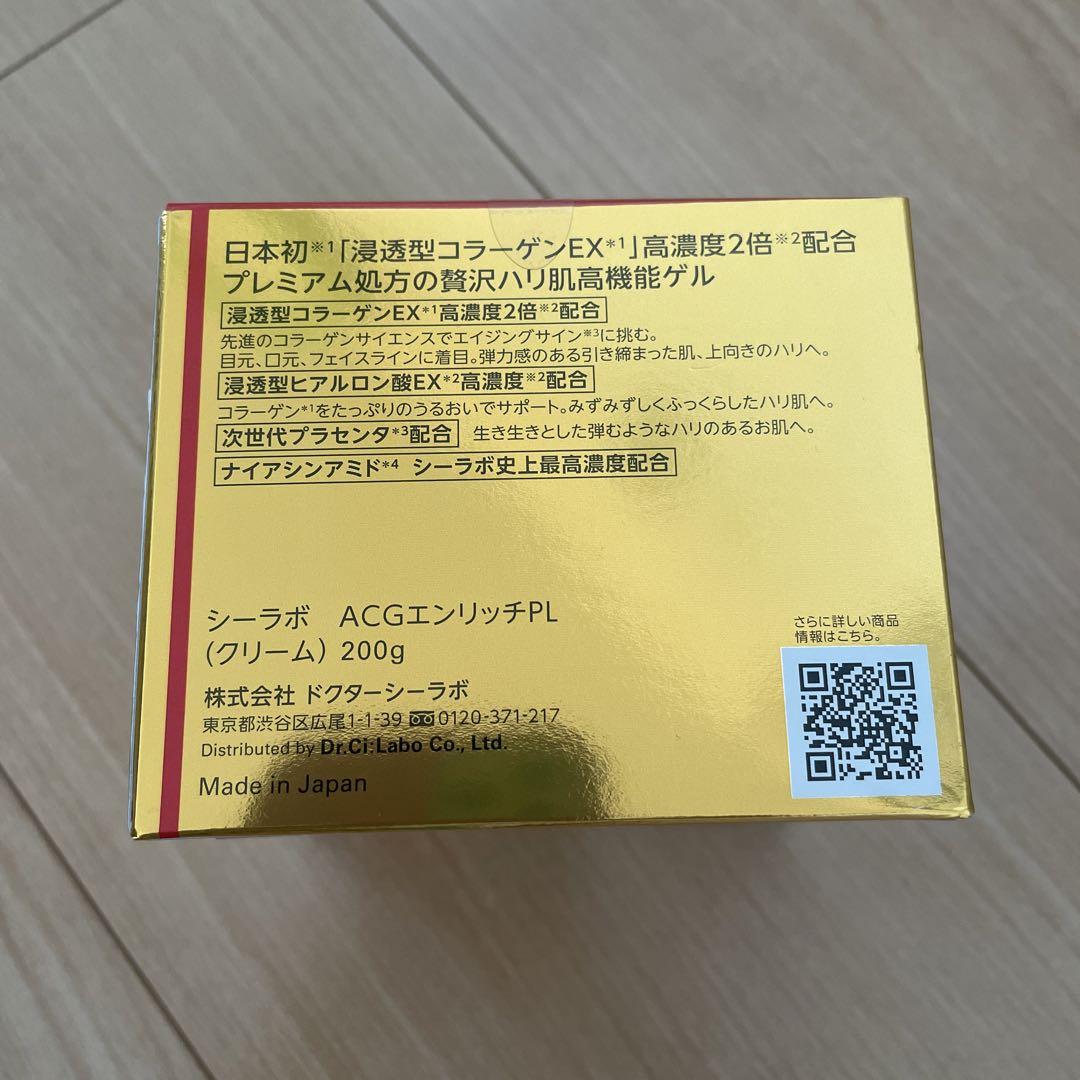 日本初※1「浸透型コラーゲンEX*1」高濃度2倍※2配合
プレミアム処方の贅沢ハリ肌高機能ゲル
浸透型コラーゲンEX*1高濃度2倍※2配合
先進のコラーゲンサイエンスでエイジングサイン※3に挑む。
目元、口元、フェイスラインに着目。弾力感のある引き締まった肌、上向きのハリへ。
浸透型ヒアルロン酸EX*2高濃度※2配合
コラーゲン*1をたっぷりのうるおいでサポート。みずみずしくふっくらしたハリ肌へ。
次世代プラセンタ*3配合 生き生きとした弾むようなハリのあるお肌へ。
ナイアシンアミド*4 シーラボ史上最高濃度配合
シーラボ ACGエンリッチPL
(クリーム) 200g
株式会社 ドクターシーラボ
東京都渋谷区広尾1-1-39 0120-371-217
Distributed by Dr.Ci:Labo Co., Ltd.
Made in Japan
さらに詳しい商品
情報はこちら。